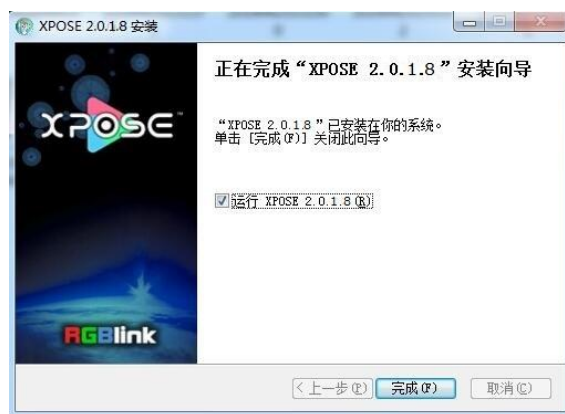 XPOSE 2.0.1.8 安装
XPOSE™
RGBlink
正在完成“XPOSE 2.0.1.8”安装向导
“XPOSE 2.0.1.8”已安装在你的系统。
单击 [完成(F)] 关闭此向导。
运行 XPOSE 2.0.1.8(R)
<上一步(P) 完成(F) 取消(C)